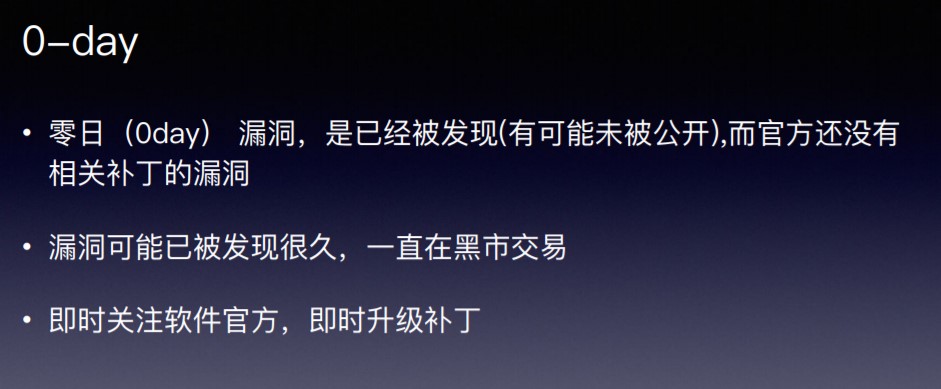 0-day
• 零日（0day） 漏洞，是已经被发现(有可能未被公开),而官方还没有
相关补丁的漏洞
• 漏洞可能已被发现很久，一直在黑市交易
• 即时关注软件官方，即时升级补丁